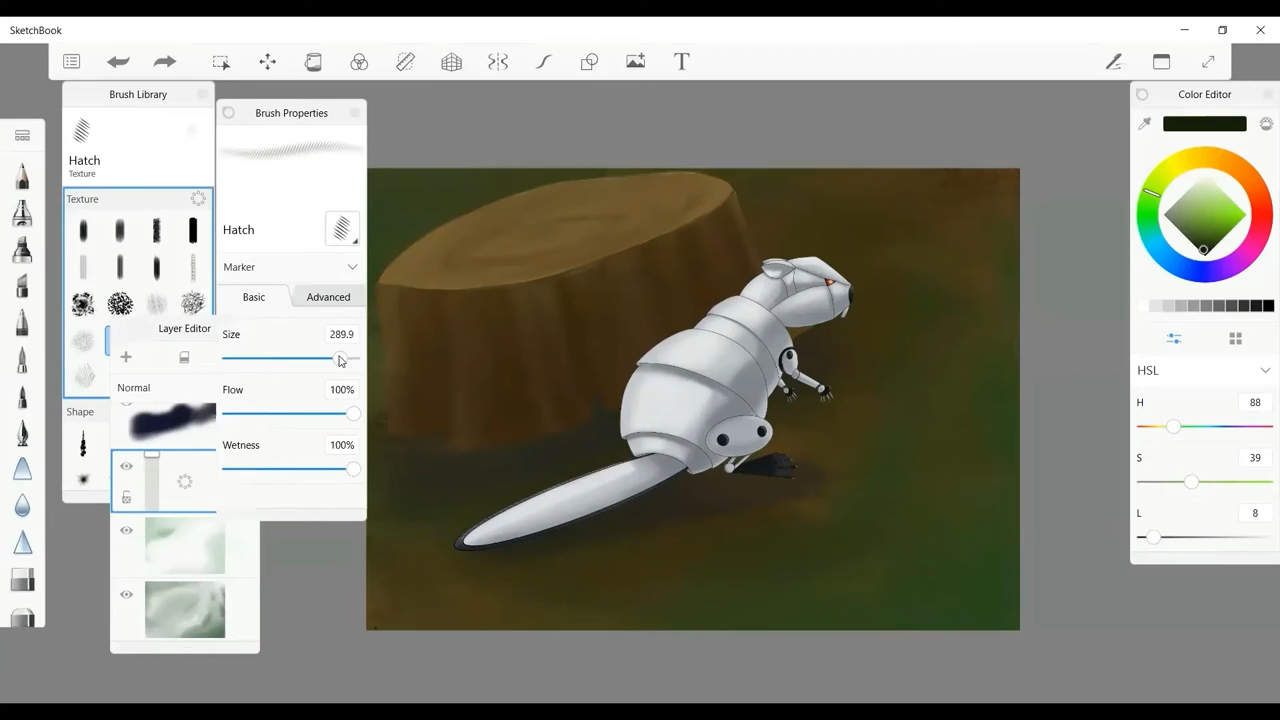 SketchBook
Brush Library
Hatch
Texture
Texture
Layer Editor
Normal
Shape
Brush Properties
Hatch
Marker
Basic
Advanced
Size
289.9
Flow
100%
Wetness
100%
T
Color Editor
HSL
H
88
S
39
L
8